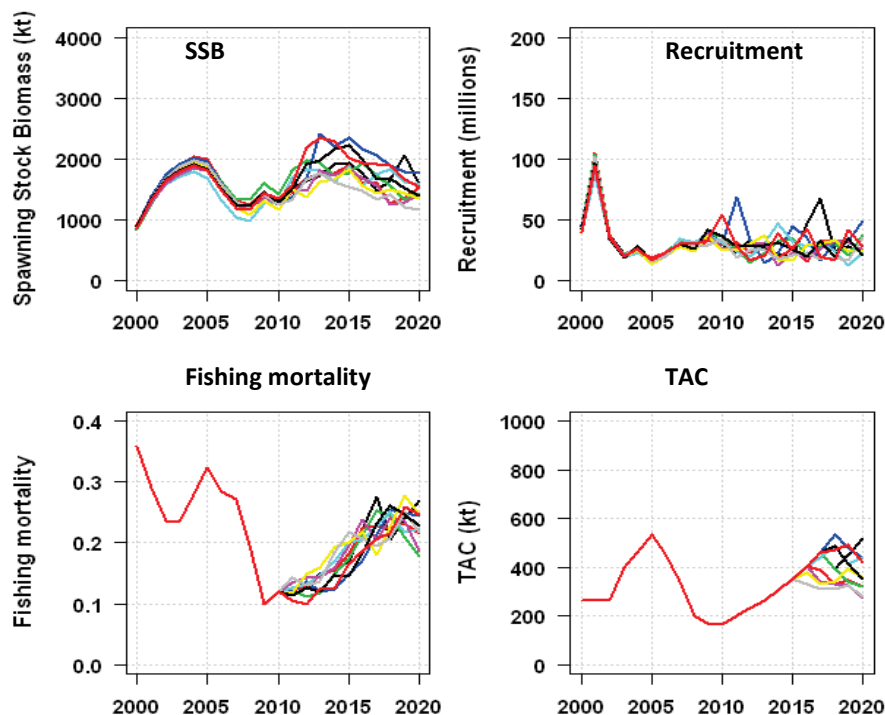 SSB
Spawning Stock Biomass (kt)
4000
3000
2000
1000
0
2000 2005 2010 2015 2020
Recruitment
Recruitment (millions)
200
150
100
50
0
2000 2005 2010 2015 2020
Fishing mortality
Fishing mortality
0.4
0.3
0.2
0.1
0.0
2000 2005 2010 2015 2020
TAC
TAC (kt)
1000
800
600
400
200
0
2000 2005 2010 2015 2020